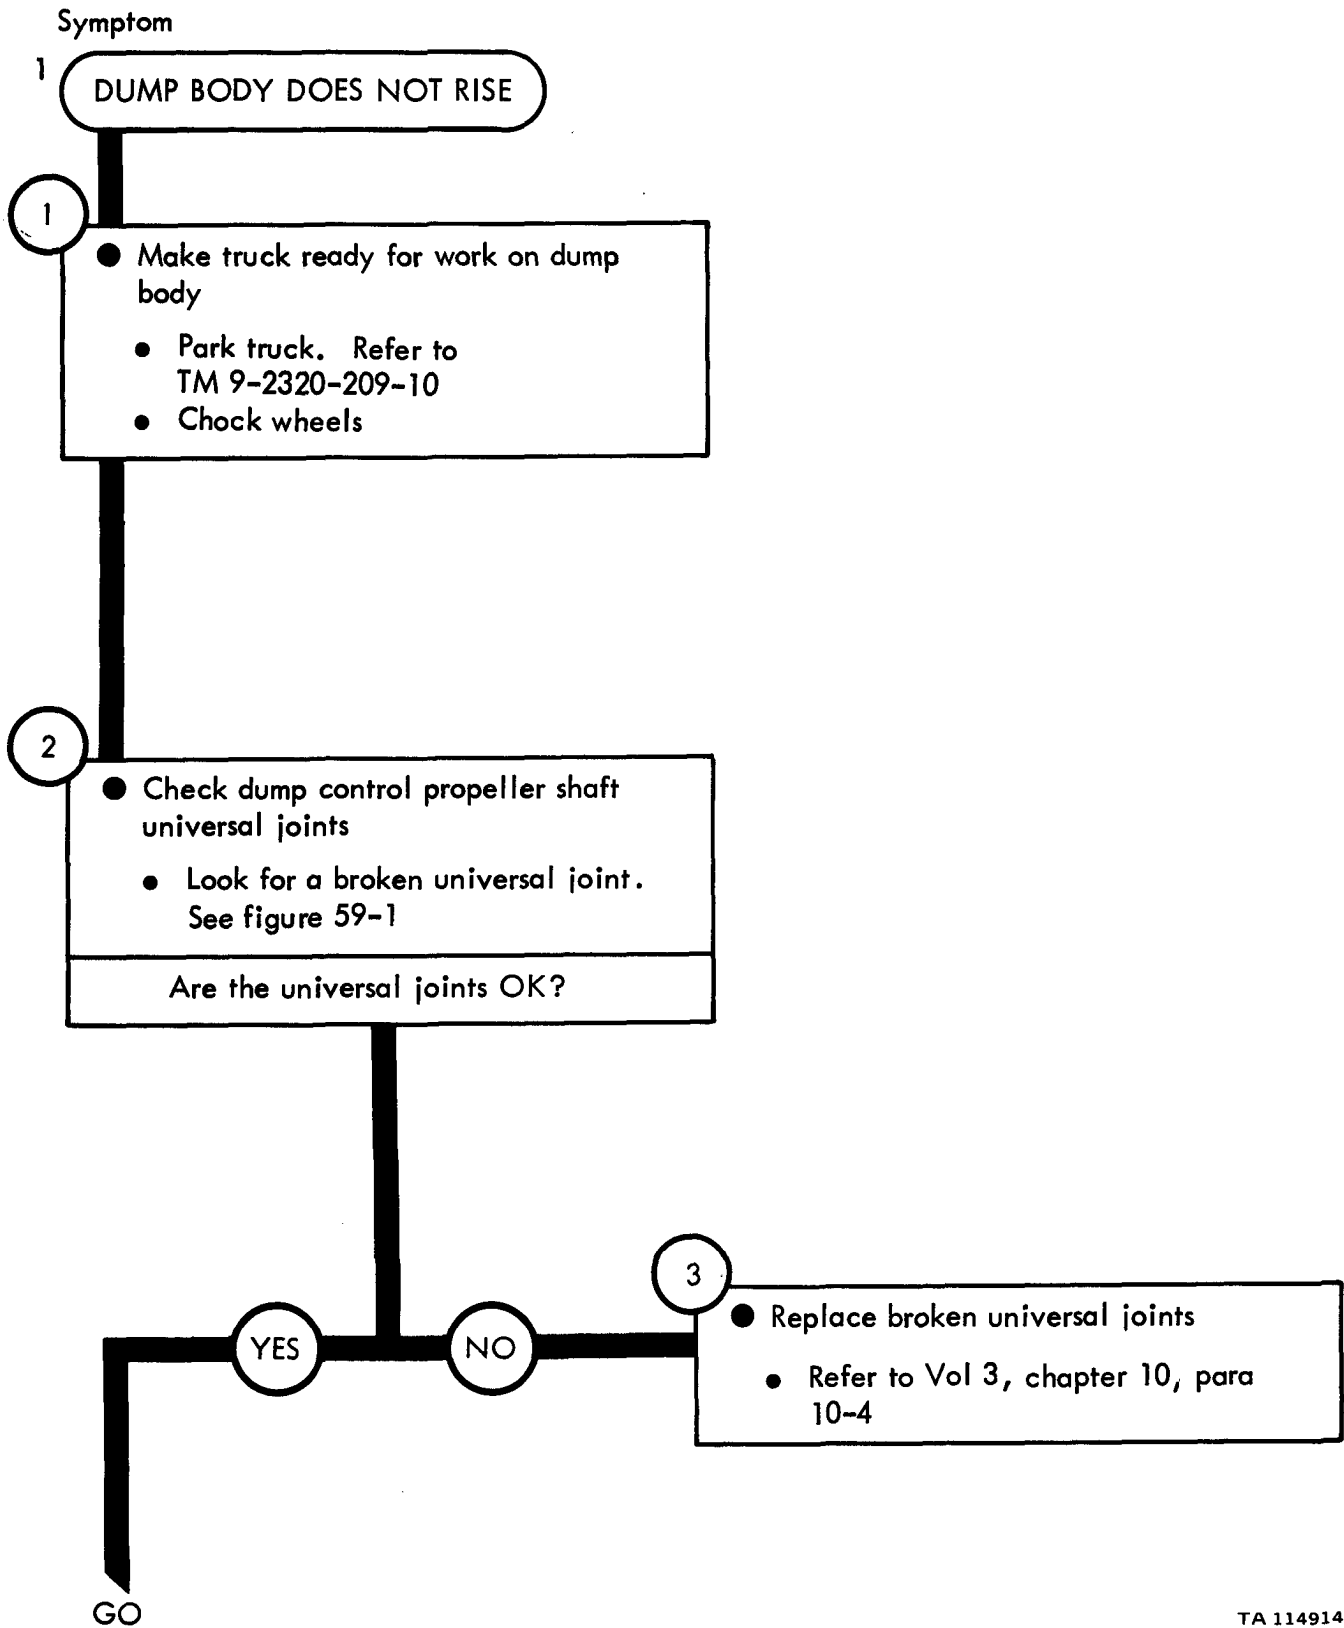 Symptom
1
DUMP BODY DOES NOT RISE
1
● Make truck ready for work on dump
body
● Park truck. Refer to
TM 9-2320-209-10
● Chock wheels
2
● Check dump control propeller shaft
universal joints
● Look for a broken universal joint.
See figure 59-1
Are the universal joints OK?
YES
NO
3
● Replace broken universal joints
● Refer to Vol 3, chapter 10, para
10-4
GO
TA 114914